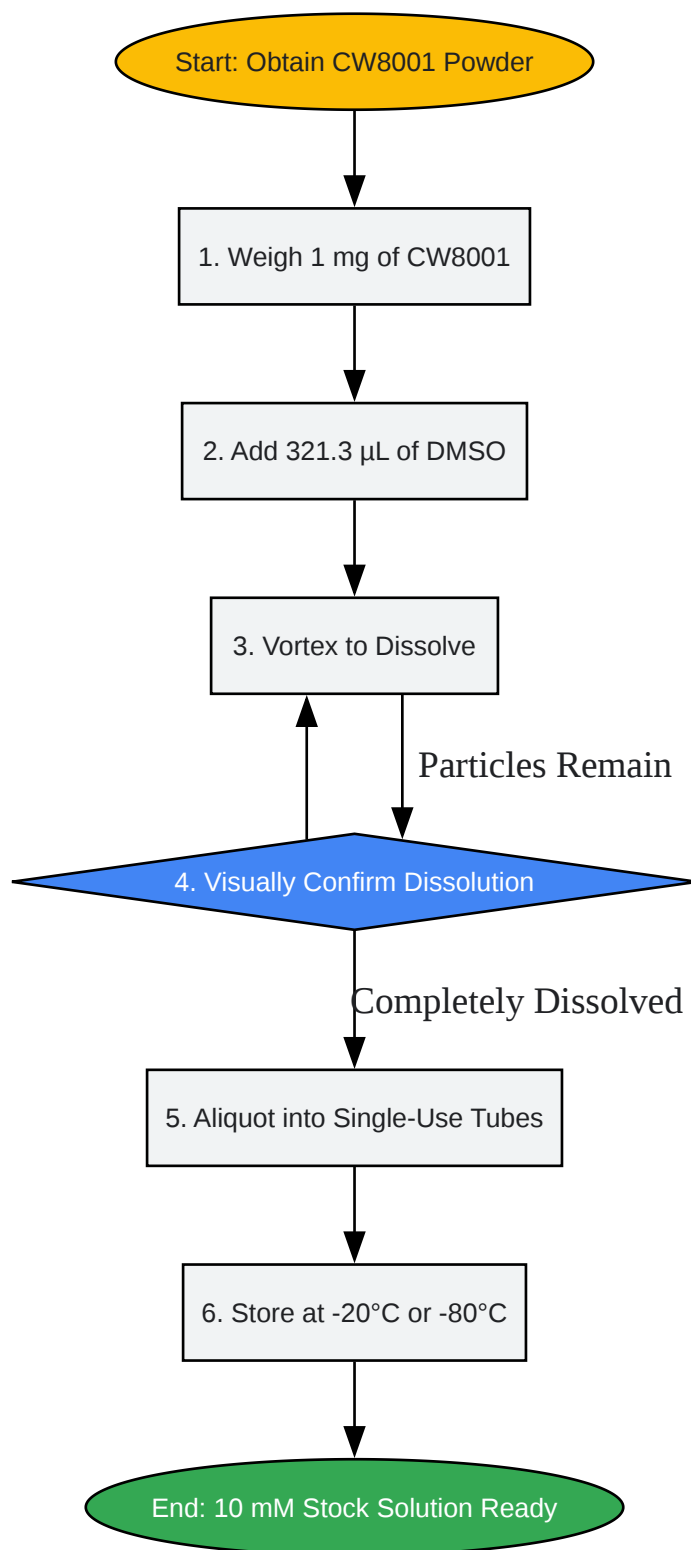 Start: Obtain CW8001 Powder
1. Weigh 1 mg of CW8001
2. Add 321.3 µL of DMSO
3. Vortex to Dissolve
Particles Remain
4. Visually Confirm Dissolution
Completely Dissolved
5. Aliquot into Single-Use Tubes
6. Store at -20°C or -80°C
End: 10 mM Stock Solution Ready